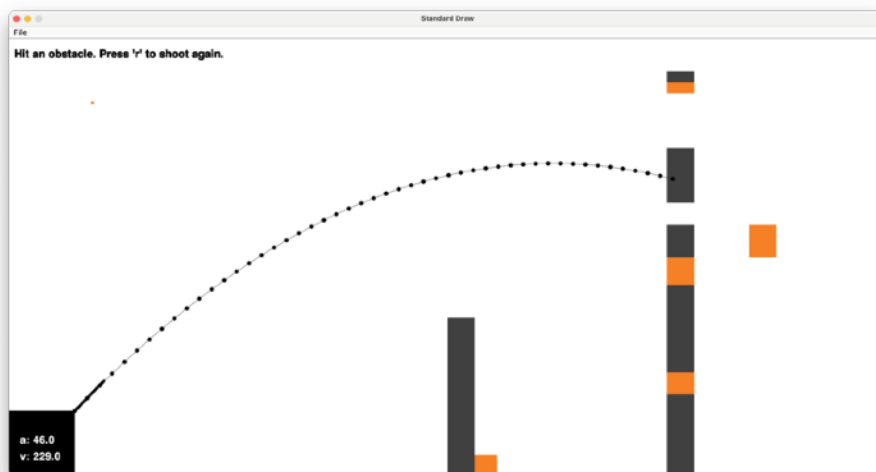 Standard Draw
File
Hit an obstacle. Press 'r' to shoot again.
a: 46.0
v: 229.0